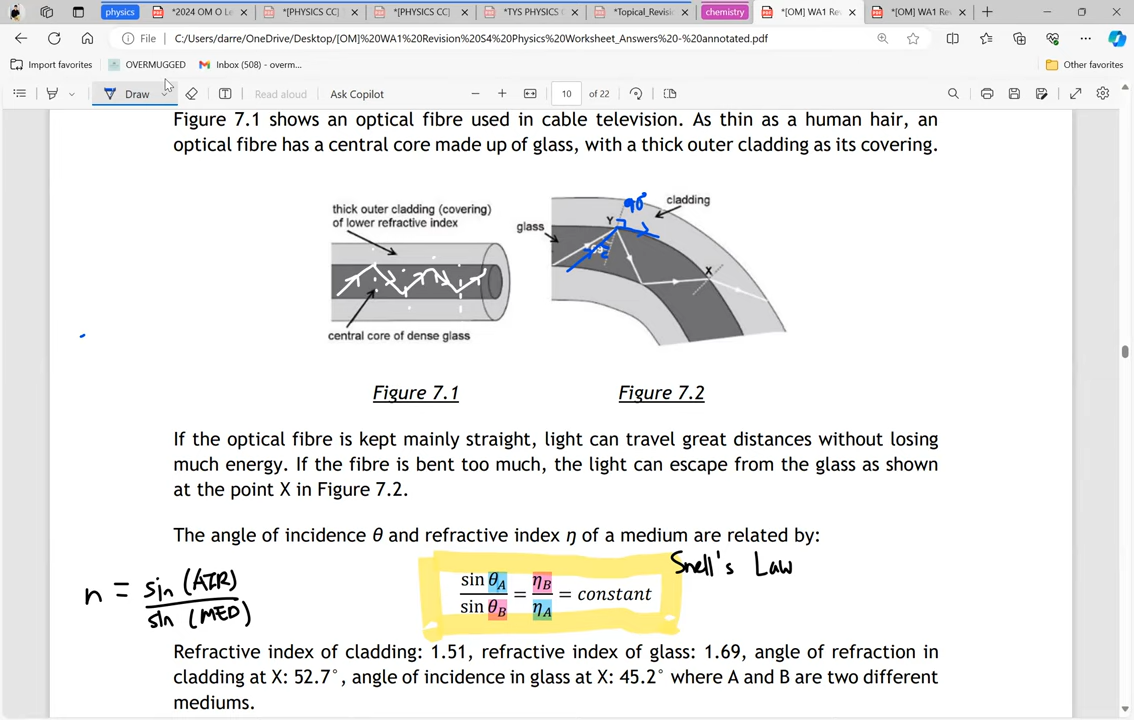 physics
*2024 OM O Le
*[PHYSICS CC]
*[PHYSICS CC]
*TYS PHYSICS
*Topical_Revis
chemistry
*[OM] WA1 Re
*[OM] WA1 Re
File
C:/Users/darre/OneDrive/Desktop/[OM]%20WA1%20Revision%20S4%20Physics%20Worksheet_Answers%20-%20annotated.pdf
Import favorites
OVERMUGGED
Inbox (508) – overm...
Other favorites
Draw
Read aloud
Ask Copilot
10 of 22
Figure 7.1 shows an optical fibre used in cable television. As thin as a human hair, an
optical fibre has a central core made up of glass, with a thick outer cladding as its covering.
thick outer cladding (covering)
of lower refractive index
central core of dense glass
90°
cladding
Y
glass
X
Figure 7.1
Figure 7.2
If the optical fibre is kept mainly straight, light can travel great distances without losing
much energy. If the fibre is bent too much, the light can escape from the glass as shown
at the point X in Figure 7.2.
The angle of incidence θ and refractive index η of a medium are related by:
Snell's Law
n = sin (AIR) / sin (MED)
sin θA / sin θB = ηB / ηA = constant
Refractive index of cladding: 1.51, refractive index of glass: 1.69, angle of refraction in
cladding at X: 52.7°, angle of incidence in glass at X: 45.2° where A and B are two different
mediums.